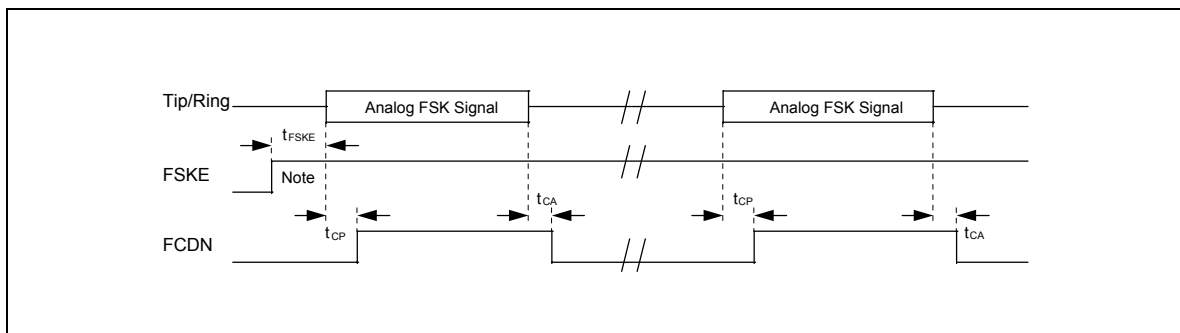 Tip/Ring
Analog FSK Signal
Analog FSK Signal
tFSKE
FSKE
Note
tCA
tCP
tCP
tCA
FCDN